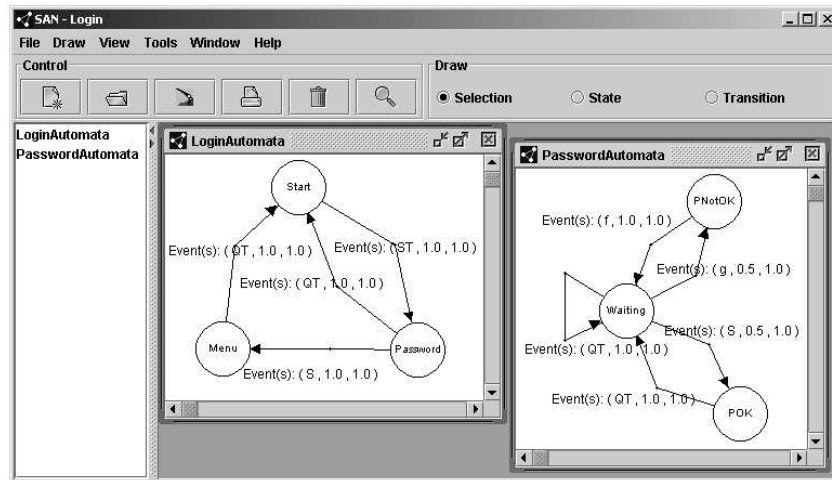 SAN - Login
File Draw View Tools Window Help
Control
Draw
Selection
State
Transition
LoginAutomata
PasswordAutomata
LoginAutomata
Start
Event(s): (QT, 1.0, 1.0)
Event(s): (ST, 1.0, 1.0)
Event(s): (QT, 1.0, 1.0)
Menu
Password
Event(s): (S, 1.0, 1.0)
PasswordAutomata
PNotOK
Event(s): (f, 1.0, 1.0)
Event(s): (g, 0.5, 1.0)
Waiting
Event(s): (S, 0.5, 1.0)
Event(s): (QT, 1.0, 1.0)
Event(s): (QT, 1.0, 1.0)
POK